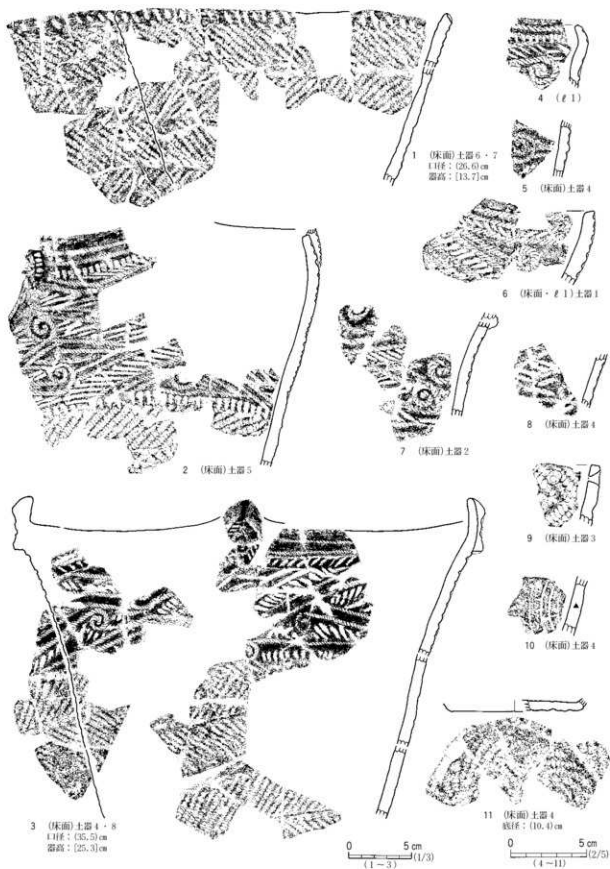 1 (床面)土器6・7
口径：(26.6)㎝
器高：[13.7]㎝
4 (ℓ1)
5 (床面)土器4
6 (床面・ℓ1)土器1
2 (床面)土器5
7 (床面)土器2
8 (床面)土器4
9 (床面)土器3
10 (床面)土器4
3 (床面)土器4・8
口径：(35.5)㎝
器高：[25.3]㎝
11 (床面)土器4
底径：(10.4)㎝
0 5㎝
(1～3) (1/3)
0 5㎝
(4～11) (2/5)